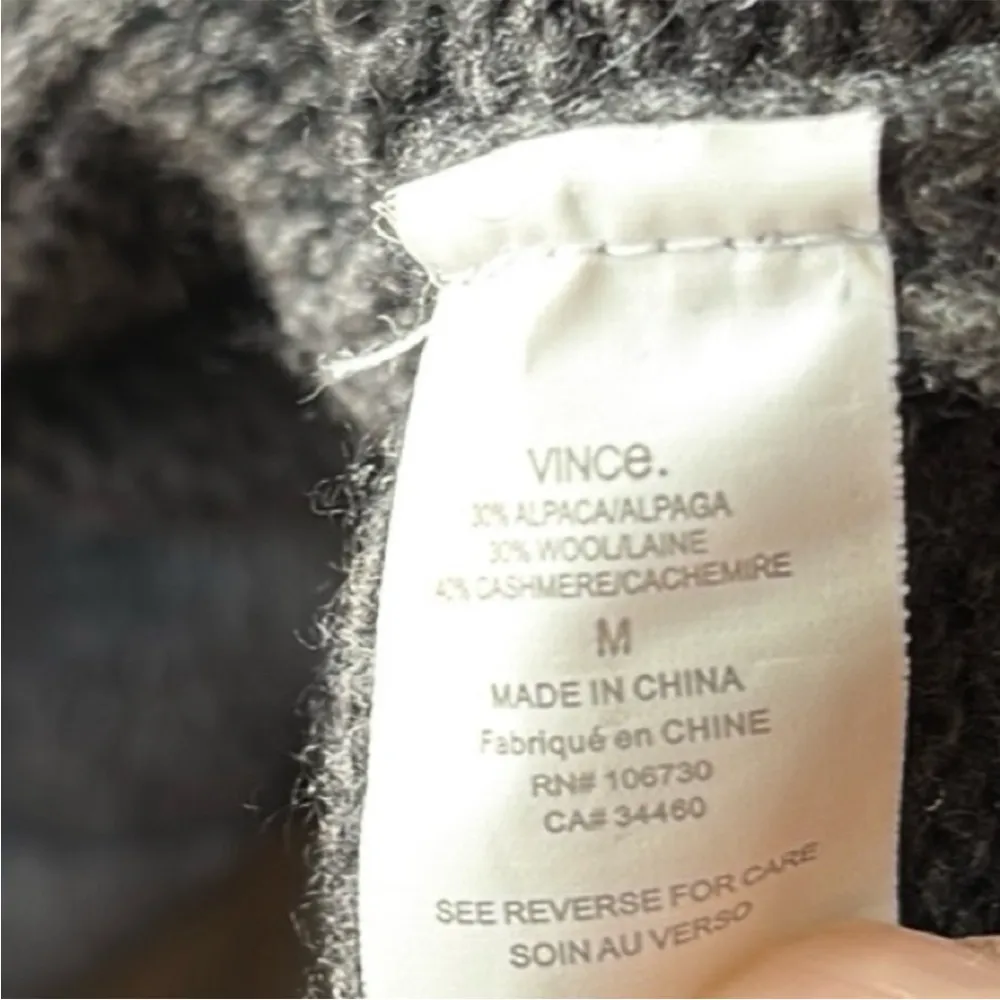 VINCe.
30% ALPACA/ALPAGA
30% WOOL/LAINE
40% CASHMERE/CACHEMIRE
M
MADE IN CHINA
Fabriqué en CHINE
RN# 106730
CA# 34460
SEE REVERSE FOR CARE
SOIN AU VERSO